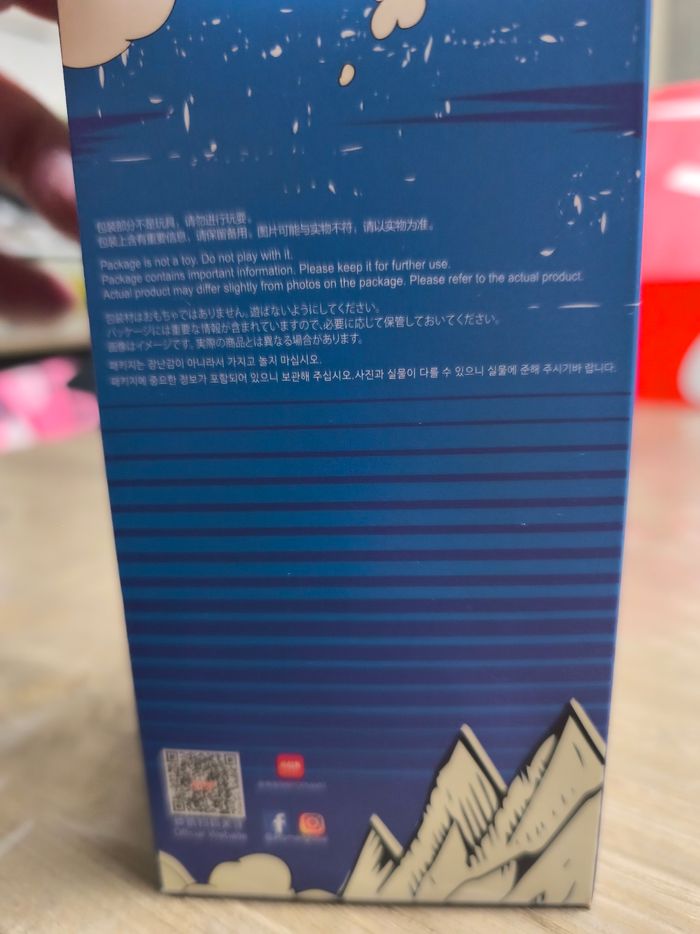 包装部分不是玩具，请勿进行玩耍。
包装上含有重要信息，请保留备用。图片可能与实物不符，请以实物为准。
Package is not a toy. Do not play with it.
Package contains important information. Please keep it for further use.
Actual product may differ slightly from photos on the package. Please refer to the actual product.
包装材はおもちゃではありません。遊ばないようにしてください。
パッケージには重要な情報が含まれていますので、必要に応じて保管しておいてください。
画像はイメージです。実際の商品とは異なる場合があります。
패키지는 장난감이 아니라서 가지고 놀지 마십시오.
패키지에 중요한 정보가 포함되어 있으니 보관해 주십시오.사진과 실물이 다를 수 있으니 실물에 준해 주시기바 랍니다.
Official Website